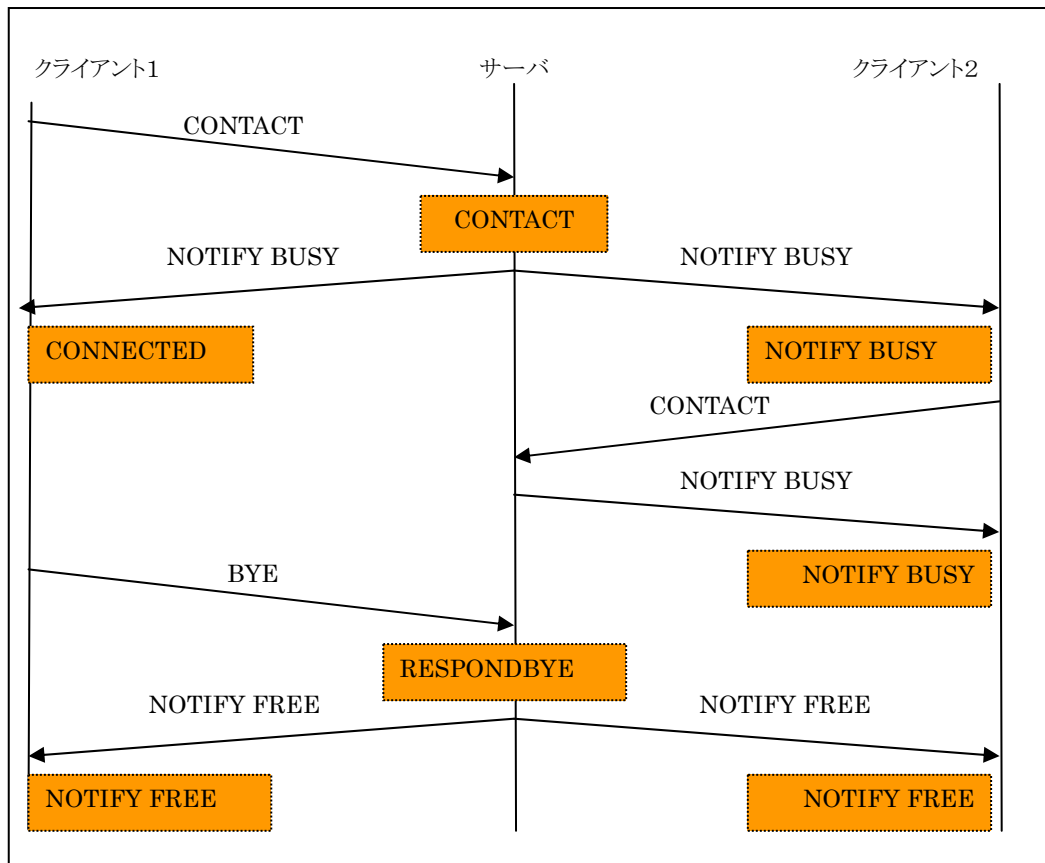 クライアント1
サーバ
クライアント2
CONTACT
CONTACT
NOTIFY BUSY
NOTIFY BUSY
CONNECTED
NOTIFY BUSY
CONTACT
NOTIFY BUSY
NOTIFY BUSY
BYE
RESPONDBYE
NOTIFY FREE
NOTIFY FREE
NOTIFY FREE
NOTIFY FREE